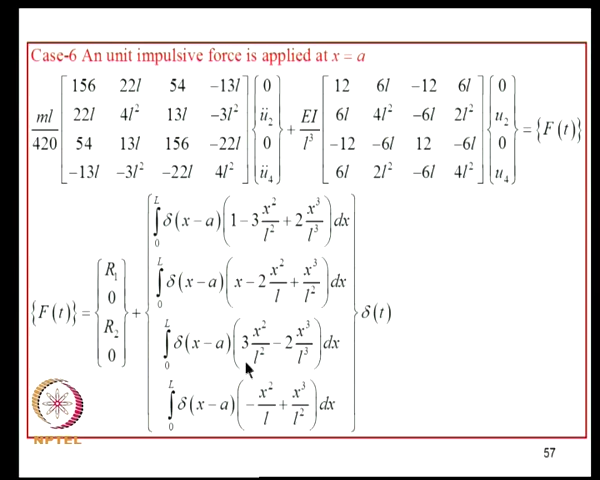 Case-6 An unit impulsive force is applied at x = a
ml/420 [156 22l 54 -13l; 22l 4l² 13l -3l²; 54 13l 156 -22l; -13l -3l² -22l 4l²] {0; ü₂; 0; ü₄} + EI/l³ [12 6l -12 6l; 6l 4l² -6l 2l²; -12 -6l 12 -6l; 6l 2l² -6l 4l²] {0; u₂; 0; u₄} = {F(t)}
{F(t)} = {R₁; 0; R₂; 0} + {∫₀ᴸ δ(x-a)(1-3x²/l²+2x³/l³)dx; ∫₀ᴸ δ(x-a)(x-2x²/l+x³/l²)dx; ∫₀ᴸ δ(x-a)(3x²/l²-2x³/l³)dx; ∫₀ᴸ δ(x-a)(-x²/l+x³/l²)dx} δ(t)
NPTEL
57